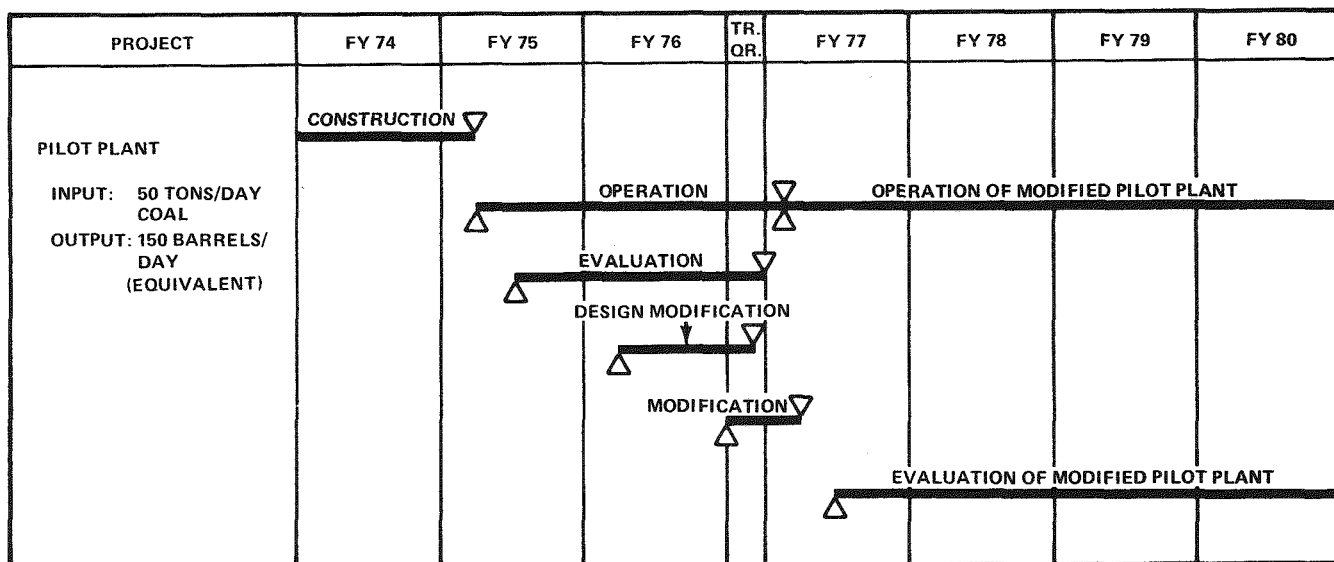 PROJECT FY 74 FY 75 FY 76 TR. QR. FY 77 FY 78 FY 79 FY 80
CONSTRUCTION
PILOT PLANT
INPUT: 50 TONS/DAY
COAL
OUTPUT: 150 BARRELS/
DAY
(EQUIVALENT)
OPERATION OPERATION OF MODIFIED PILOT PLANT
EVALUATION
DESIGN MODIFICATION
MODIFICATION
EVALUATION OF MODIFIED PILOT PLANT